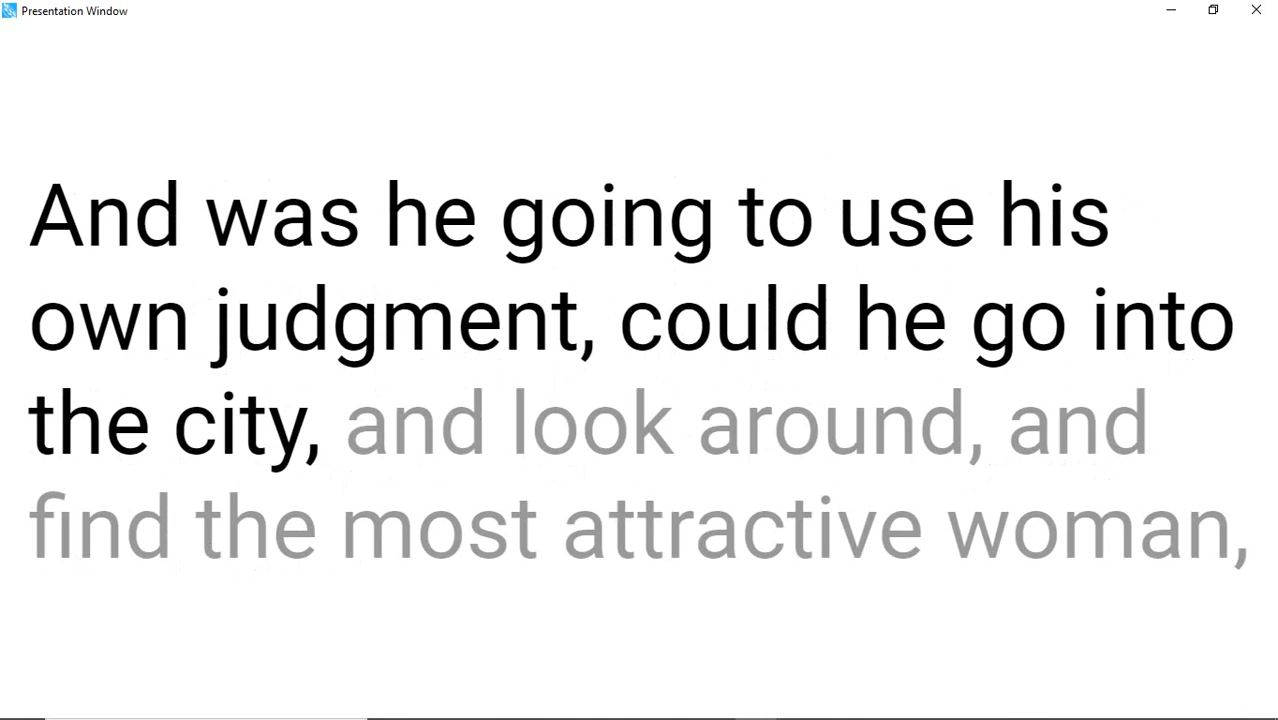 Presentation Window
And was he going to use his
own judgment, could he go into
the city, and look around, and
find the most attractive woman,